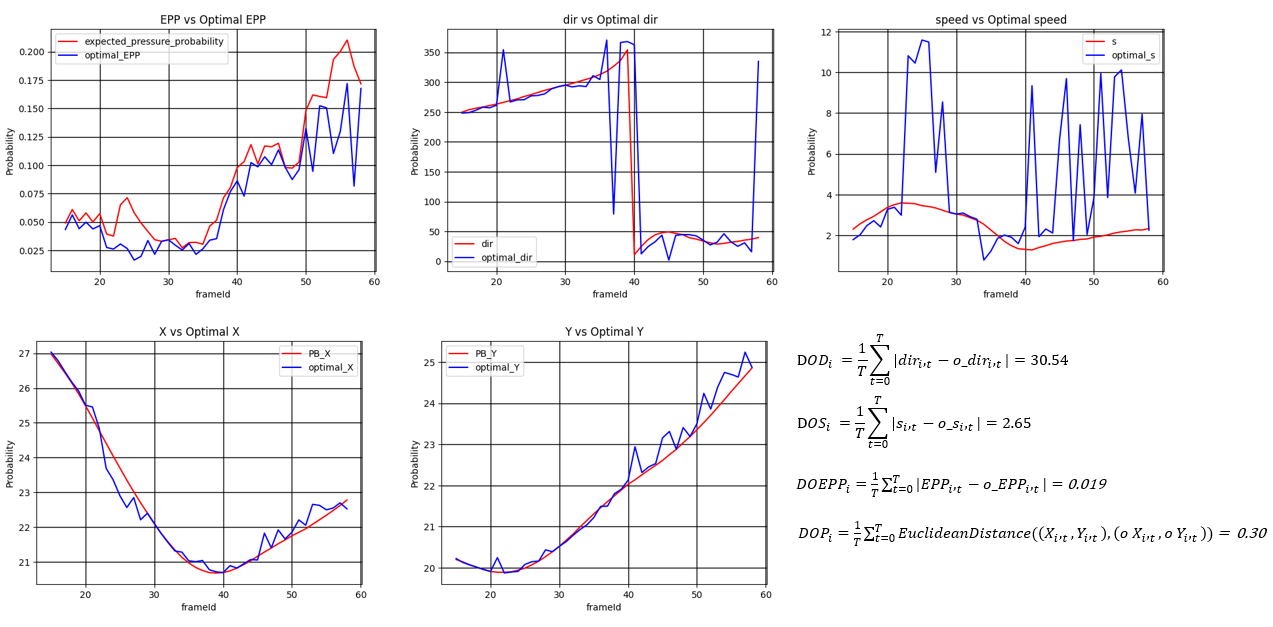 EPP vs Optimal EPP
expected_pressure_probability
optimal_EPP
0.200
0.175
0.150
0.125
0.100
0.075
0.050
0.025
Probability
20 30 40 50 60
frameId
dir vs Optimal dir
350
300
250
200
150
100
50
0
Probability
dir
optimal_dir
20 30 40 50 60
frameId
speed vs Optimal speed
s
optimal_s
12
10
8
6
4
2
Probability
20 30 40 50 60
frameId
X vs Optimal X
PB_X
optimal_X
27
26
25
24
23
22
21
Probability
20 30 40 50 60
frameId
Y vs Optimal Y
PB_Y
optimal_Y
25
24
23
22
21
20
Probability
20 30 40 50 60
frameId
DOD_i = 1/T ∑_{t=0}^{T} |dir_{i,t} − o_dir_{i,t}| = 30.54
DOS_i = 1/T ∑_{t=0}^{T} |s_{i,t} − o_s_{i,t}| = 2.65
DOEPP_i = 1/T ∑_{t=0}^{T} |EPP_{i,t} − o_EPP_{i,t}| = 0.019
DOP_i = 1/T ∑_{t=0}^{T} EuclideanDistance((X_{i,t}, Y_{i,t}), (o X_{i,t}, o Y_{i,t})) = 0.30